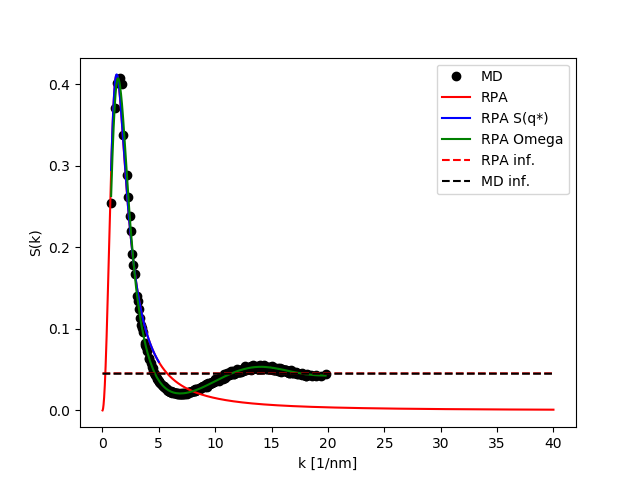 MD
RPA
RPA S(q*)
RPA Omega
RPA inf.
MD inf.
0.4
0.3
0.2
0.1
0.0
S(k)
0 5 10 15 20 25 30 35 40
k [1/nm]